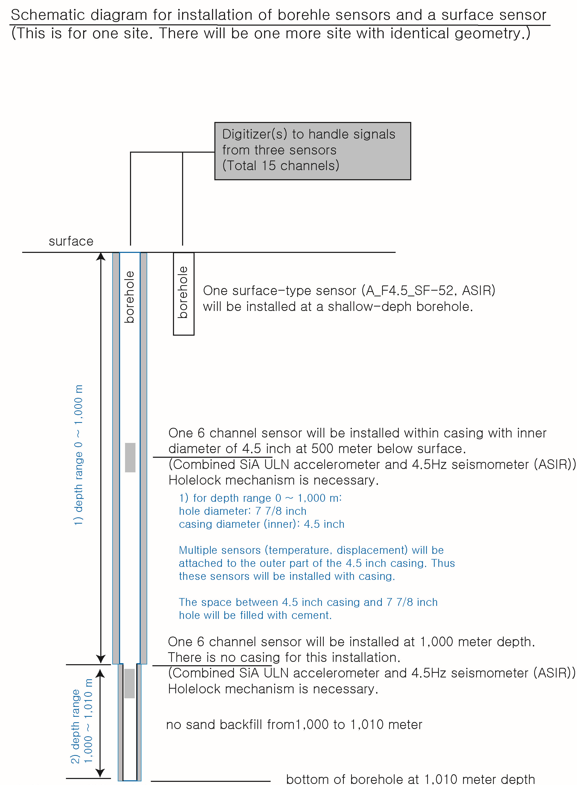 Schematic diagram for installation of borehle sensors and a surface sensor
(This is for one site. There will be one more site with identical geometry.)
Digitizer(s) to handle signals
from three sensors
(Total 15 channels)
surface
borehole
borehole
One surface-type sensor (A_F4.5_SF-52, ASIR)
will be installed at a shallow-deph borehole.
1) depth range 0 ~ 1,000 m
One 6 channel sensor will be installed within casing with inner
diameter of 4.5 inch at 500 meter below surface.
(Combined SiA ULN accelerometer and 4.5Hz seismometer (ASIR))
Holelock mechanism is necessary.
1) for depth range 0 ~ 1,000 m:
hole diameter: 7 7/8 inch
casing diameter (inner): 4.5 inch
Multiple sensors (temperature, displacement) will be
attached to the outer part of the 4.5 inch casing. Thus
these sensors will be installed with casing.
The space between 4.5 inch casing and 7 7/8 inch
hole will be filled with cement.
One 6 channel sensor will be installed at 1,000 meter depth.
There is no casing for this installation.
(Combined SiA ULN accelerometer and 4.5Hz seismometer (ASIR))
Holelock mechanism is necessary.
2) depth range
1,000 ~ 1,010 m
no sand backfill from1,000 to 1,010 meter
bottom of borehole at 1,010 meter depth